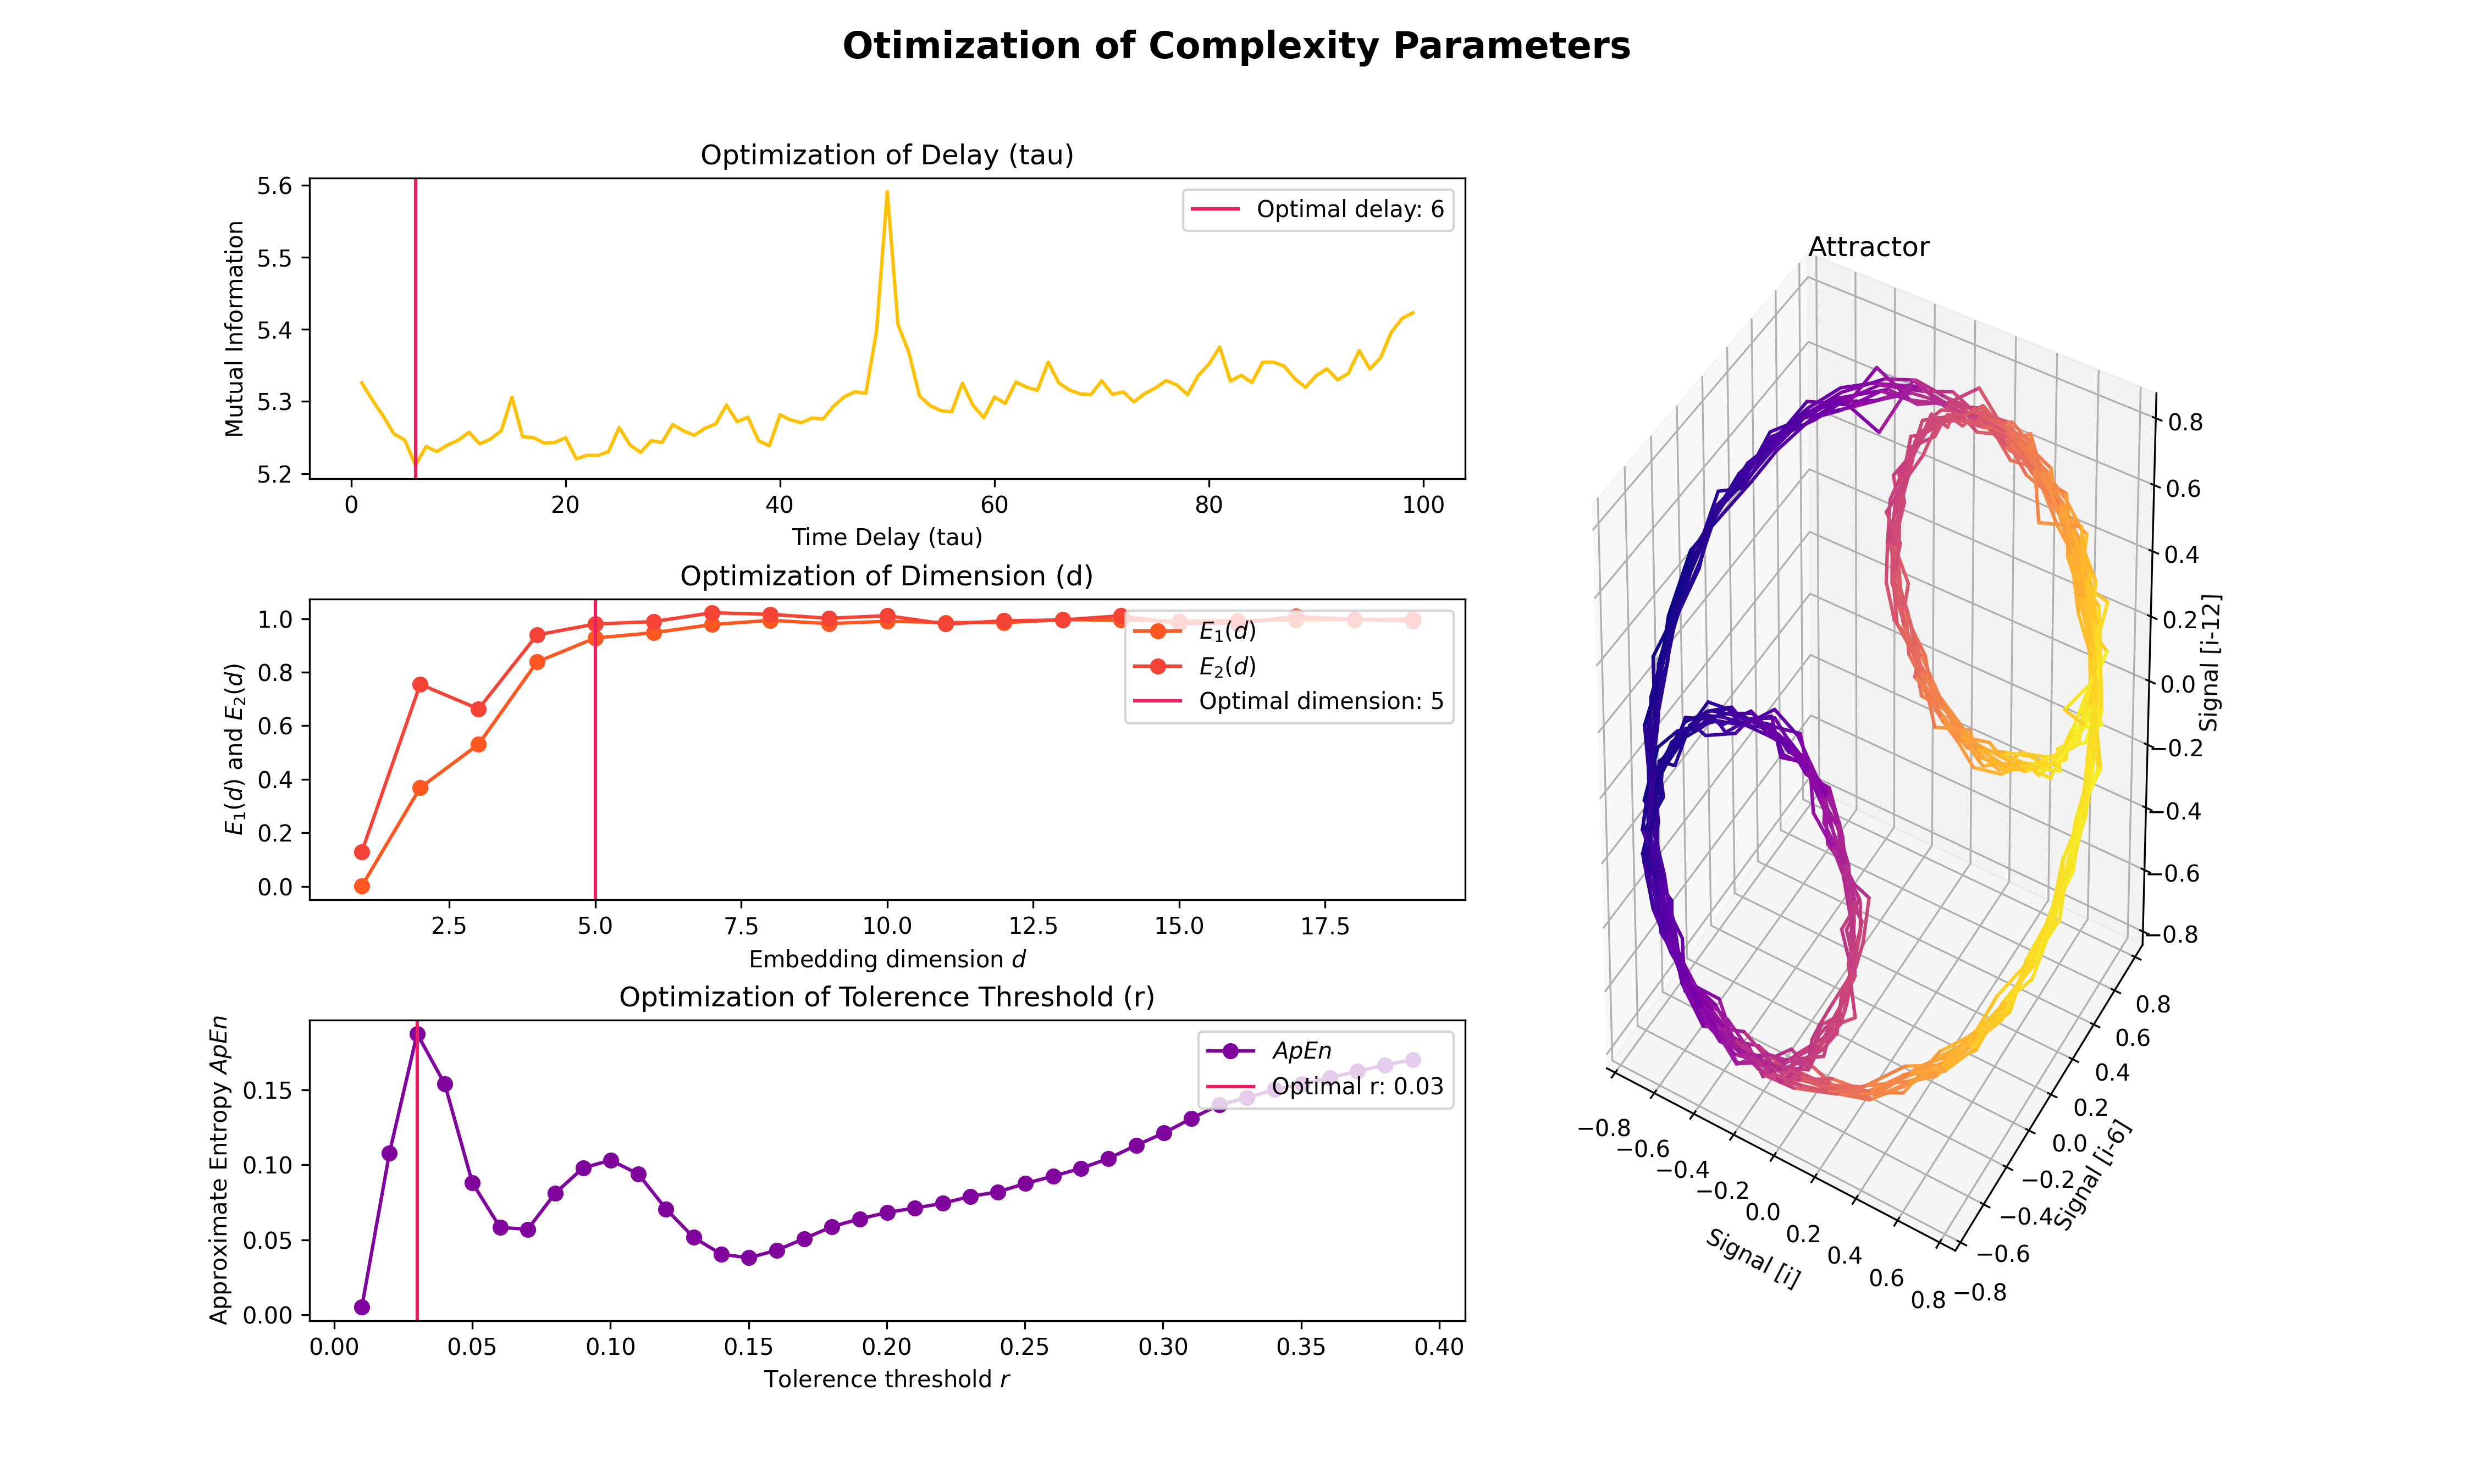 Otimization of Complexity Parameters
Optimization of Delay (tau)
Mutual Information
5.6
5.5
5.4
5.3
5.2
Optimal delay: 6
0 20 40 60 80 100
Time Delay (tau)
Optimization of Dimension (d)
E1(d) and E2(d)
1.0
0.8
0.6
0.4
0.2
0.0
E1(d)
E2(d)
Optimal dimension: 5
2.5 5.0 7.5 10.0 12.5 15.0 17.5
Embedding dimension d
Optimization of Tolerence Threshold (r)
Approximate Entropy ApEn
0.15
0.10
0.05
0.00
ApEn
Optimal r: 0.03
0.00 0.05 0.10 0.15 0.20 0.25 0.30 0.35 0.40
Tolerence threshold r
Attractor
0.8
0.6
0.4
0.2
0.0
−0.2
−0.4
−0.6
−0.8
Signal [i-12]
0.8
0.6
0.4
0.2
0.0
−0.2
−0.4
−0.6
−0.8
Signal [i-6]
−0.8
−0.6
−0.4
−0.2
0.0
0.2
0.4
0.6
0.8
Signal [i]